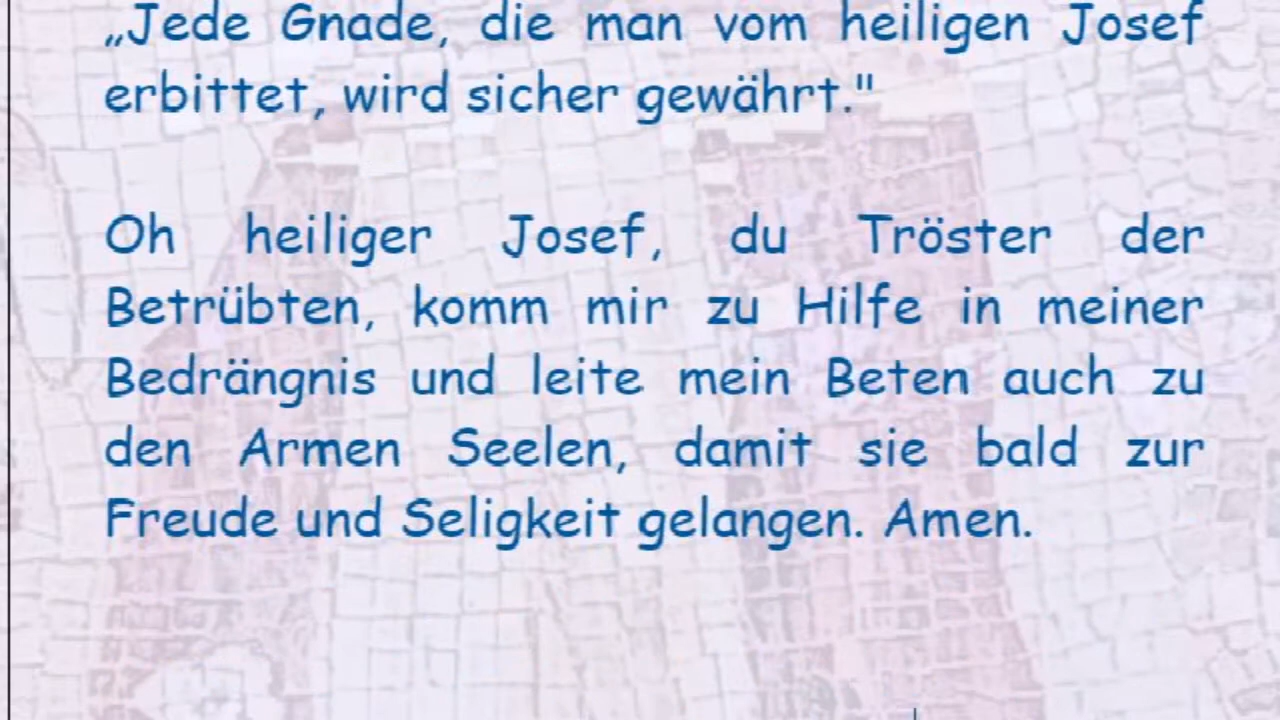 „Jede Gnade, die man vom heiligen Josef
erbittet, wird sicher gewährt."
Oh heiliger Josef, du Tröster der
Betrübten, komm mir zu Hilfe in meiner
Bedrängnis und leite mein Beten auch zu
den Armen Seelen, damit sie bald zur
Freude und Seligkeit gelangen. Amen.